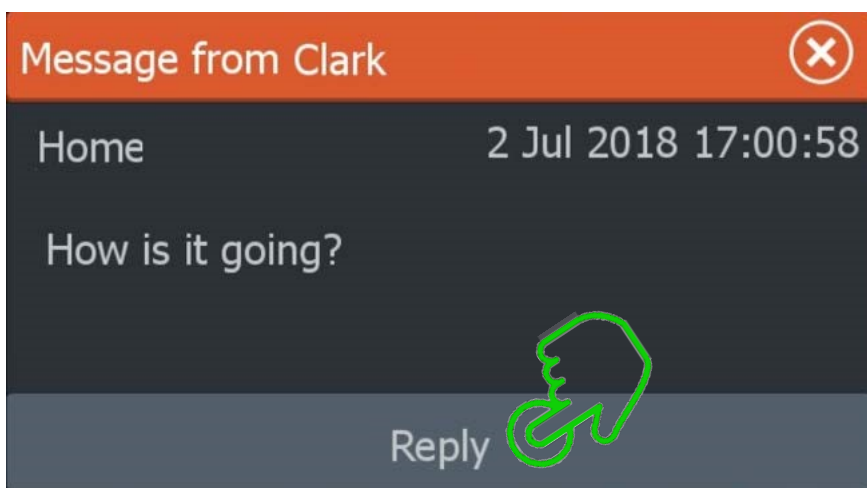 Message from Clark
Home 2 Jul 2018 17:00:58
How is it going?
Reply